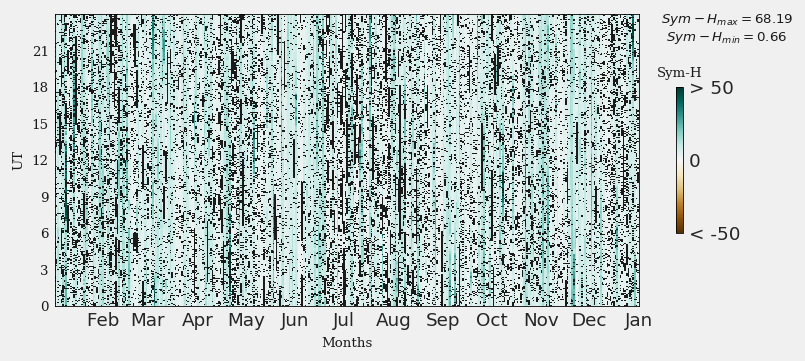 Sym − H_max = 68.19
Sym − H_min = 0.66
Sym-H
> 50
0
< -50
21
18
15
12
9
6
3
0
UT
Feb Mar Apr May Jun Jul Aug Sep Oct Nov Dec Jan
Months